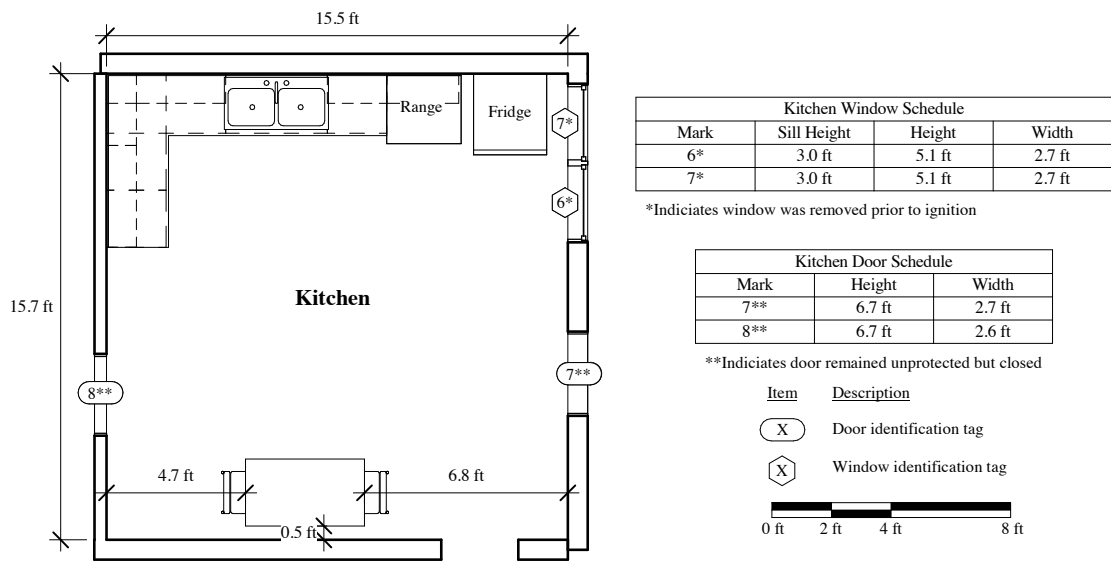 15.5 ft
Range
Fridge
7*
6*
Kitchen
15.7 ft
8**
7**
4.7 ft
6.8 ft
0.5 ft
Kitchen Window Schedule
Mark Sill Height Height Width
6* 3.0 ft 5.1 ft 2.7 ft
7* 3.0 ft 5.1 ft 2.7 ft
*Indiciates window was removed prior to ignition
Kitchen Door Schedule
Mark Height Width
7** 6.7 ft 2.7 ft
8** 6.7 ft 2.6 ft
**Indiciates door remained unprotected but closed
Item Description
X Door identification tag
X Window identification tag
0 ft 2 ft 4 ft 8 ft